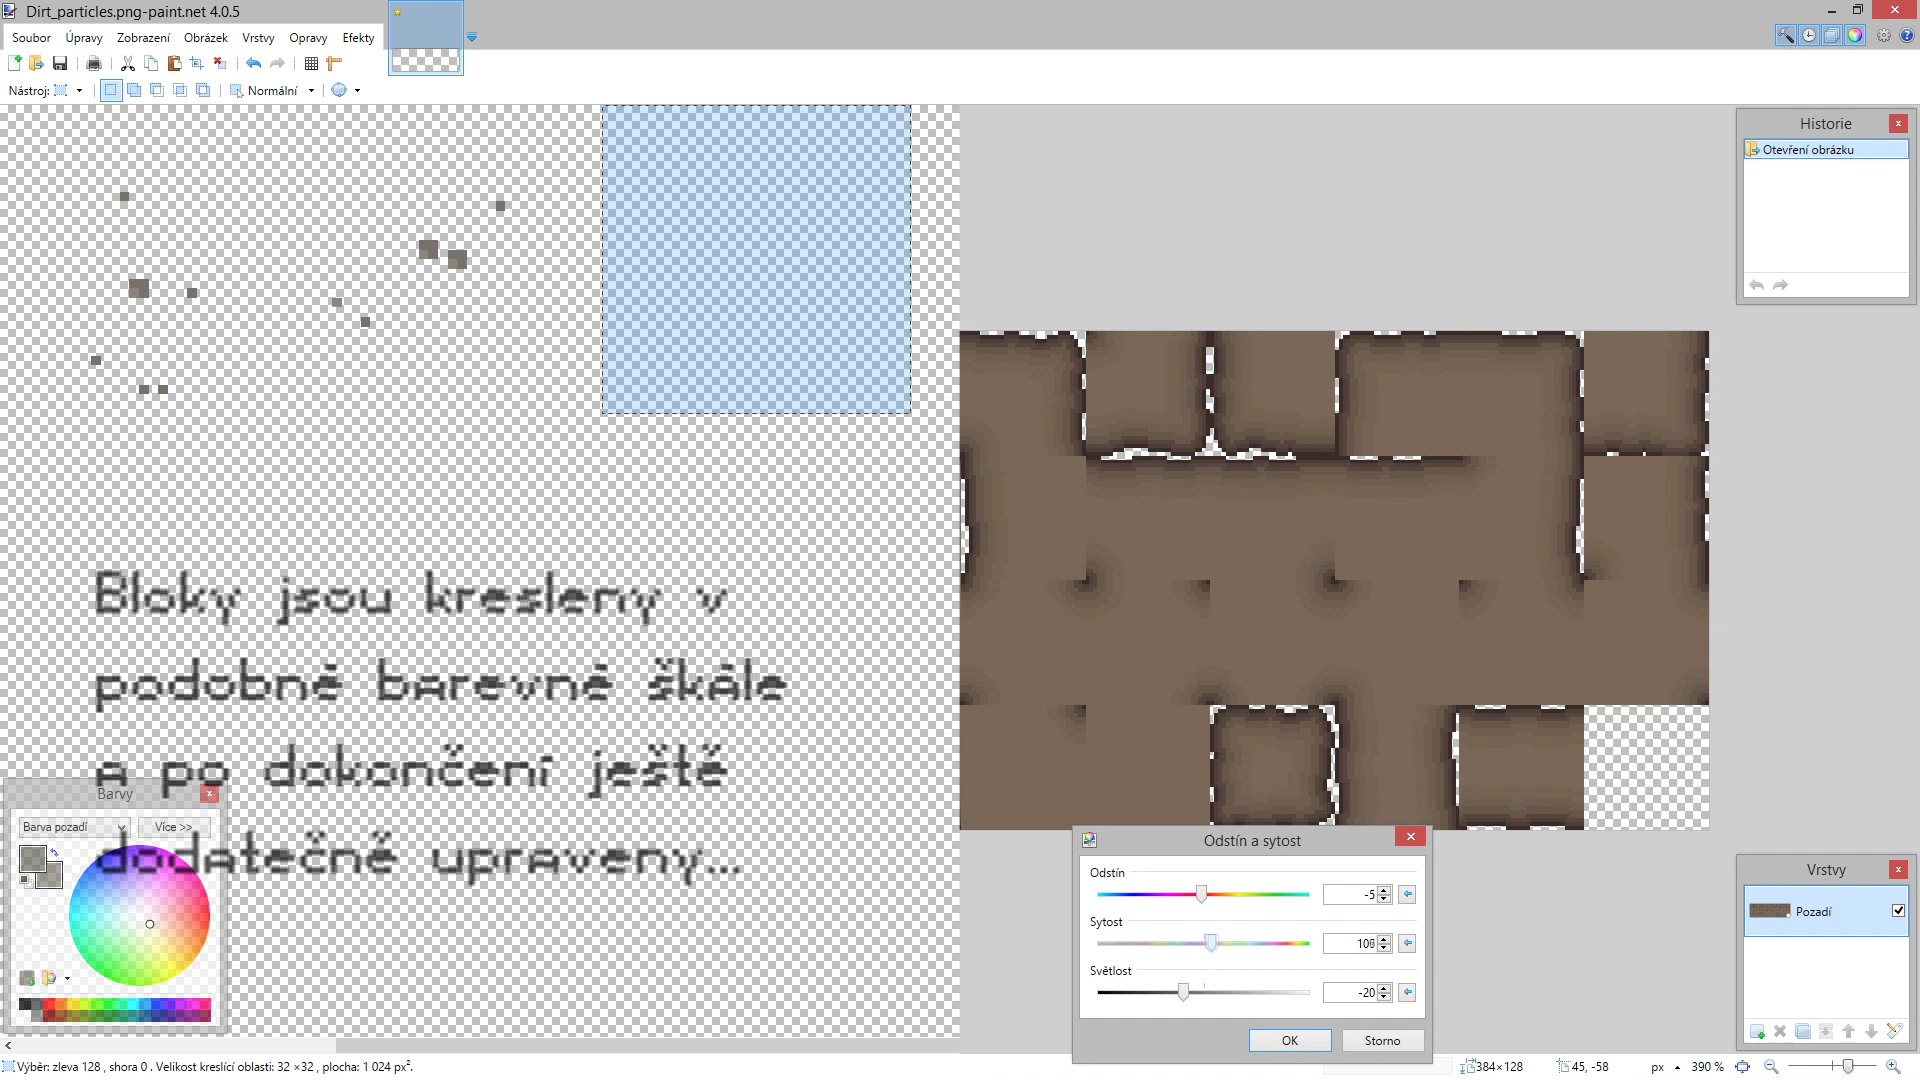 Dirt_particles.png-paint.net 4.0.5
Soubor Úpravy Zobrazení Obrázek Vrstvy Opravy Efekty
Nástroj: Normální
Historie
Otevření obrázku
Bloky jsou kresleny v
podobné barevné škále
a po dokončení ještě
dodatečně upraveny...
Barvy
Barva pozadí Více >>
Odstín a sytost
Odstín
-5
Sytost
Světlost
-20
OK Storno
Vrstvy
Pozadí
Výběr: zleva 128 , shora 0 . Velikost kreslící oblasti: 32 ×32 , plocha: 1 024 px².
384×128 45, -58 px 390 %